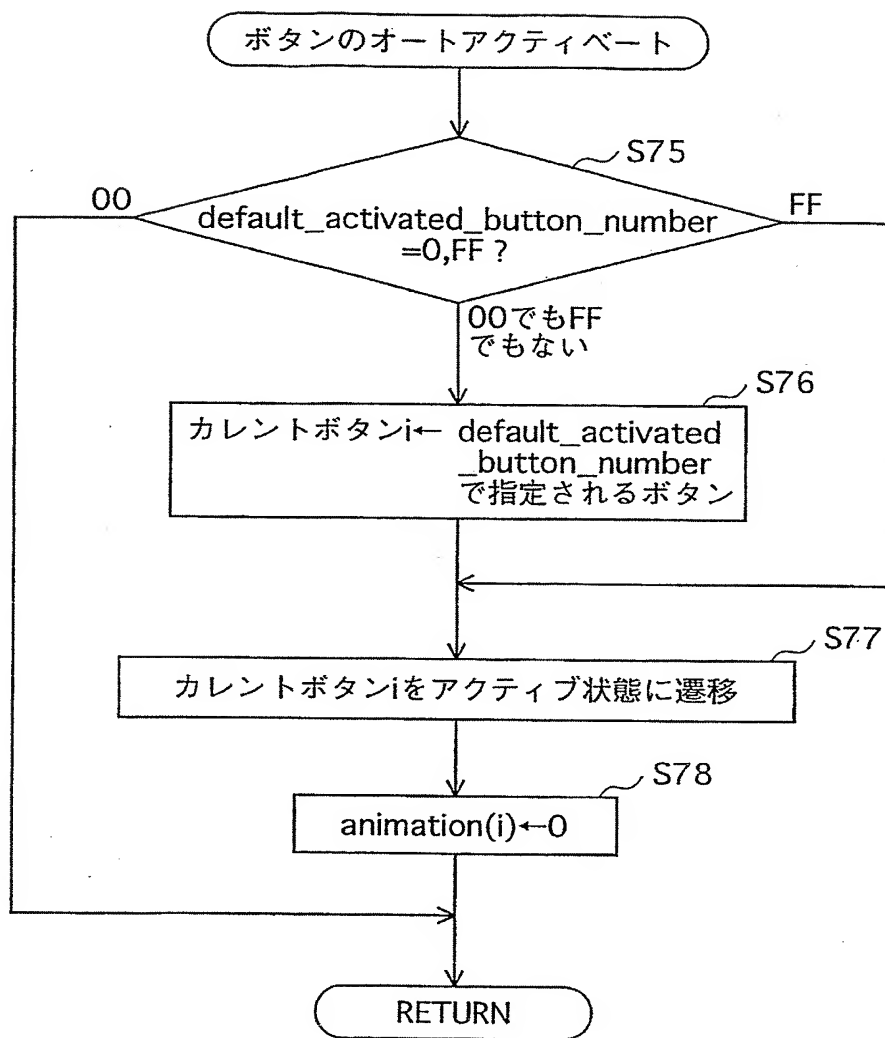 ボタンのオートアクティベート
S75
00
FF
default_activated_button_number
=0,FF ?
00でもFF
でもない
S76
カレントボタンi← default_activated
_button_number
で指定されるボタン
S77
カレントボタンiをアクティブ状態に遷移
S78
animation(i)←0
RETURN